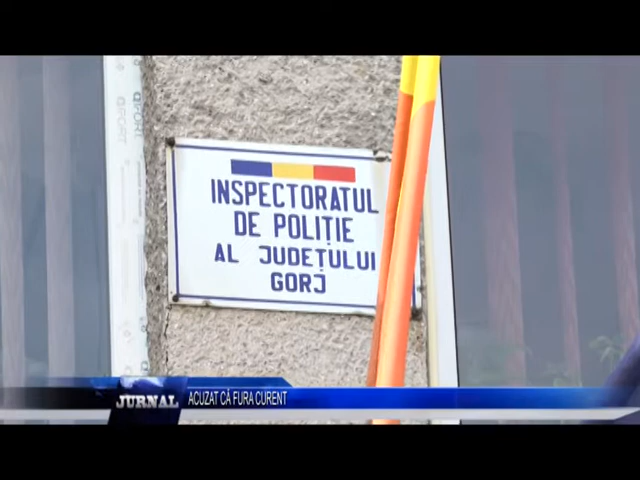 INSPECTORATUL
DE POLIȚIE
AL JUDEȚULUI
GORJ
JURNAL
ACUZAT CĂ FURA CURENT